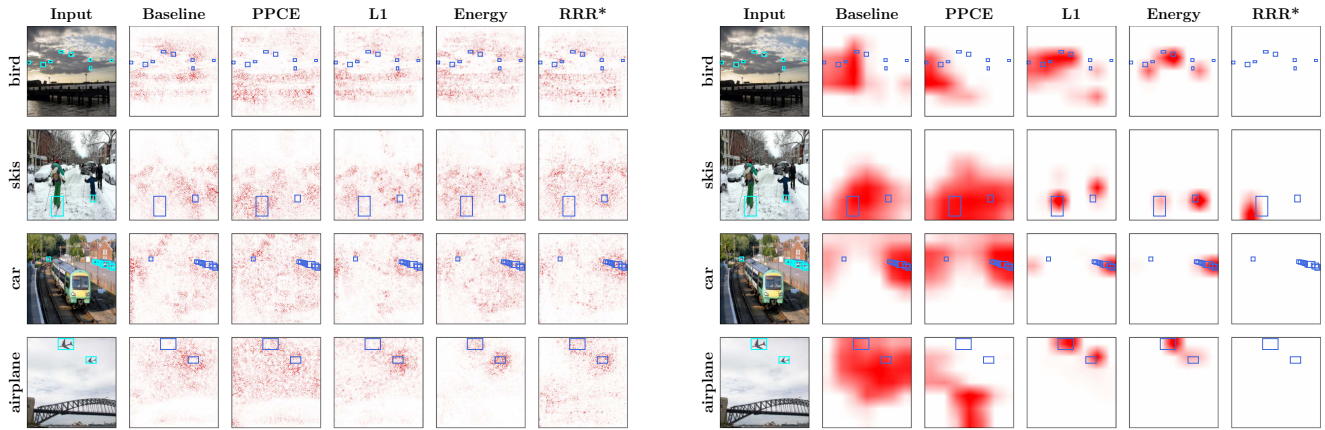 Input Baseline PPCE L1 Energy RRR*
bird
skis
car
airplane
Input Baseline PPCE L1 Energy RRR*
bird
skis
car
airplane